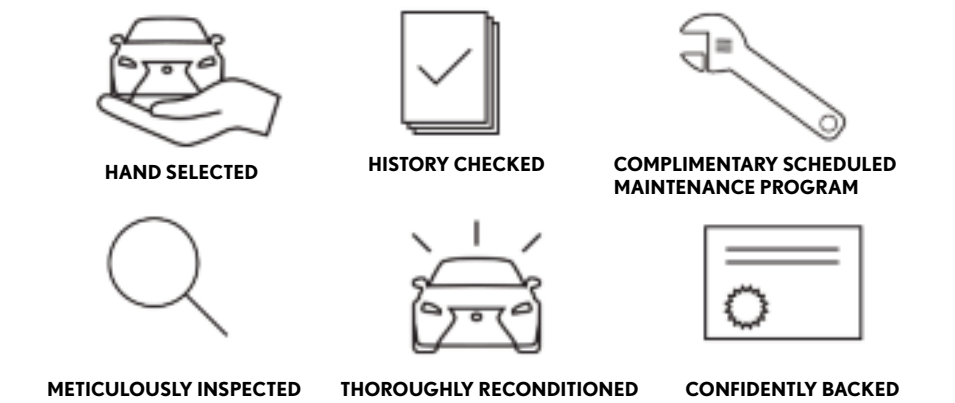 HAND SELECTED
HISTORY CHECKED
COMPLIMENTARY SCHEDULED
MAINTENANCE PROGRAM
METICULOUSLY INSPECTED
THOROUGHLY RECONDITIONED
CONFIDENTLY BACKED